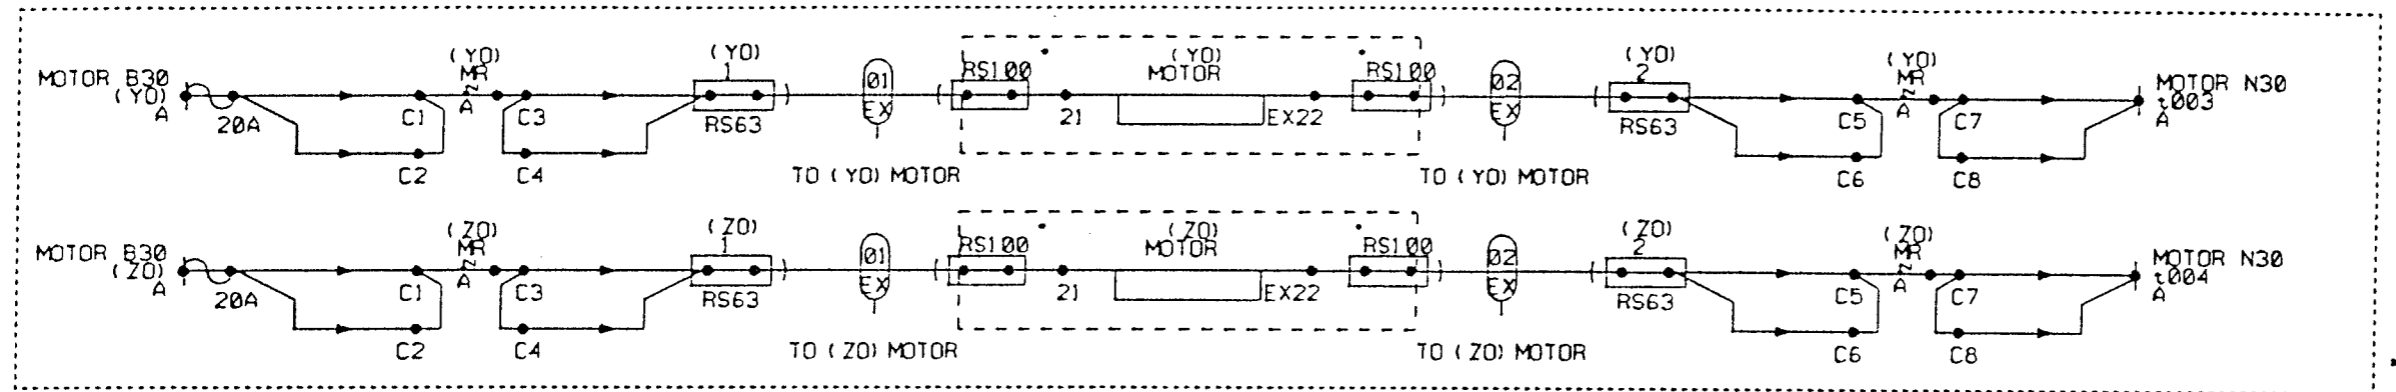 (YO)
MR
(YO)
1
(YO)
MOTOR
(YO)
2
(YO)
MR
MOTOR B30
(YO)
A
20A
C1
A
C3
RS63
01
EX
RS100
21
EX22
RS100
02
EX
RS63
C5
A
C7
MOTOR N30
t003
A
C2
C4
TO (YO) MOTOR
TO (YO) MOTOR
C6
C8
(ZO)
MR
(ZO)
1
(ZO)
MOTOR
(ZO)
2
(ZO)
MR
MOTOR B30
(ZO)
A
20A
C1
A
C3
RS63
01
EX
RS100
21
EX22
RS100
02
EX
RS63
C5
A
C7
MOTOR N30
t004
A
C2
C4
TO (ZO) MOTOR
TO (ZO) MOTOR
C6
C8